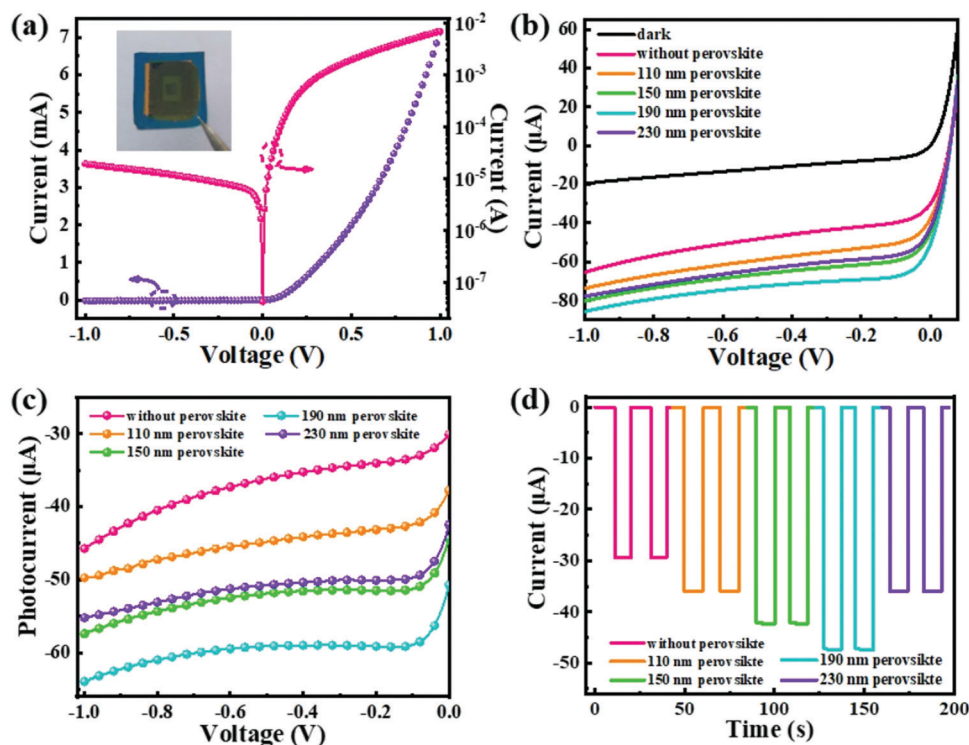 (a)
7
6
5
4
3
2
1
0
Current (mA)
10-2
10-3
10-4
10-5
10-6
10-7
Current (A)
-1.0 -0.5 0.0 0.5 1.0
Voltage (V)
(b)
60
40
20
0
-20
-40
-60
-80
Current (μA)
dark
without perovskite
110 nm perovskite
150 nm perovskite
190 nm perovskite
230 nm perovskite
-1.0 -0.8 -0.6 -0.4 -0.2 0.0
Voltage (V)
(c)
-30
-40
-50
-60
Photocurrent (μA)
without perovkite
110 nm perovskite
150 nm perovskite
190 nm perovskite
230 nm perovskite
-1.0 -0.8 -0.6 -0.4 -0.2 0.0
Voltage (V)
(d)
0
-10
-20
-30
-40
-50
Current (μA)
without perovsikte
110 nm perovsikte
150 nm perovsikte
190 nm perovsikte
230 nm perovsikte
0 50 100 150 200
Time (s)